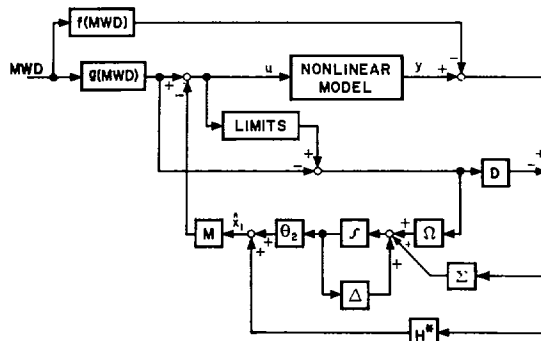 f(MWD)
MWD
g(MWD)
u
NONLINEAR
MODEL
y
LIMITS
D
M
x̂₁
θ₂
∫
Ω
Δ
Σ
H*